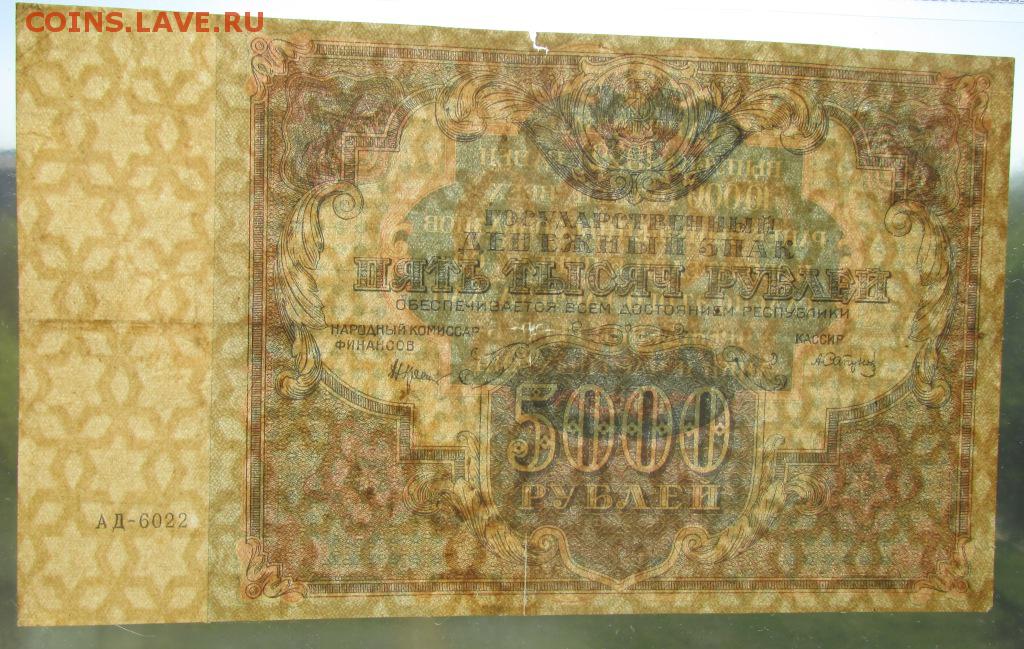 COINS.LAVE.RU
ГОСУДАРСТВЕННЫЙ
ДЕНЕЖНЫЙ ЗНАК
ПЯТЬ ТЫСЯЧ РУБЛЕЙ
ОБЕСПЕЧИВАЕТСЯ ВСЕМ ДОСТОЯНИЕМ РЕСПУБЛИКИ
НАРОДНЫЙ КОМИССАР
ФИНАНСОВ
КАССИР
5000
РУБЛЕЙ
АД-6022